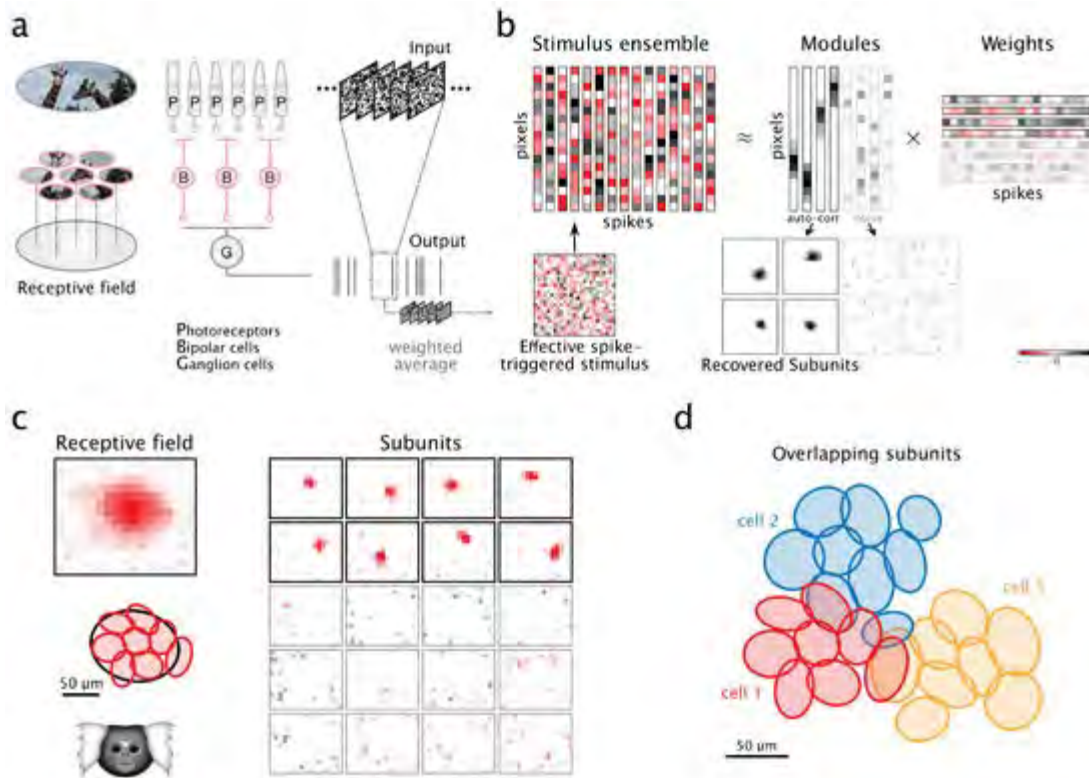 a
Input
P P P P P P
B B B
G
Output
Receptive field
Photoreceptors
Bipolar cells
Ganglion cells
weighted
average
b
Stimulus ensemble
Modules
Weights
pixels
≈
pixels
×
spikes
auto-corr
noise
spikes
Effective spike-
triggered stimulus
Recovered Subunits
0
c
Receptive field
Subunits
50 μm
d
Overlapping subunits
cell 2
cell 1
50 μm